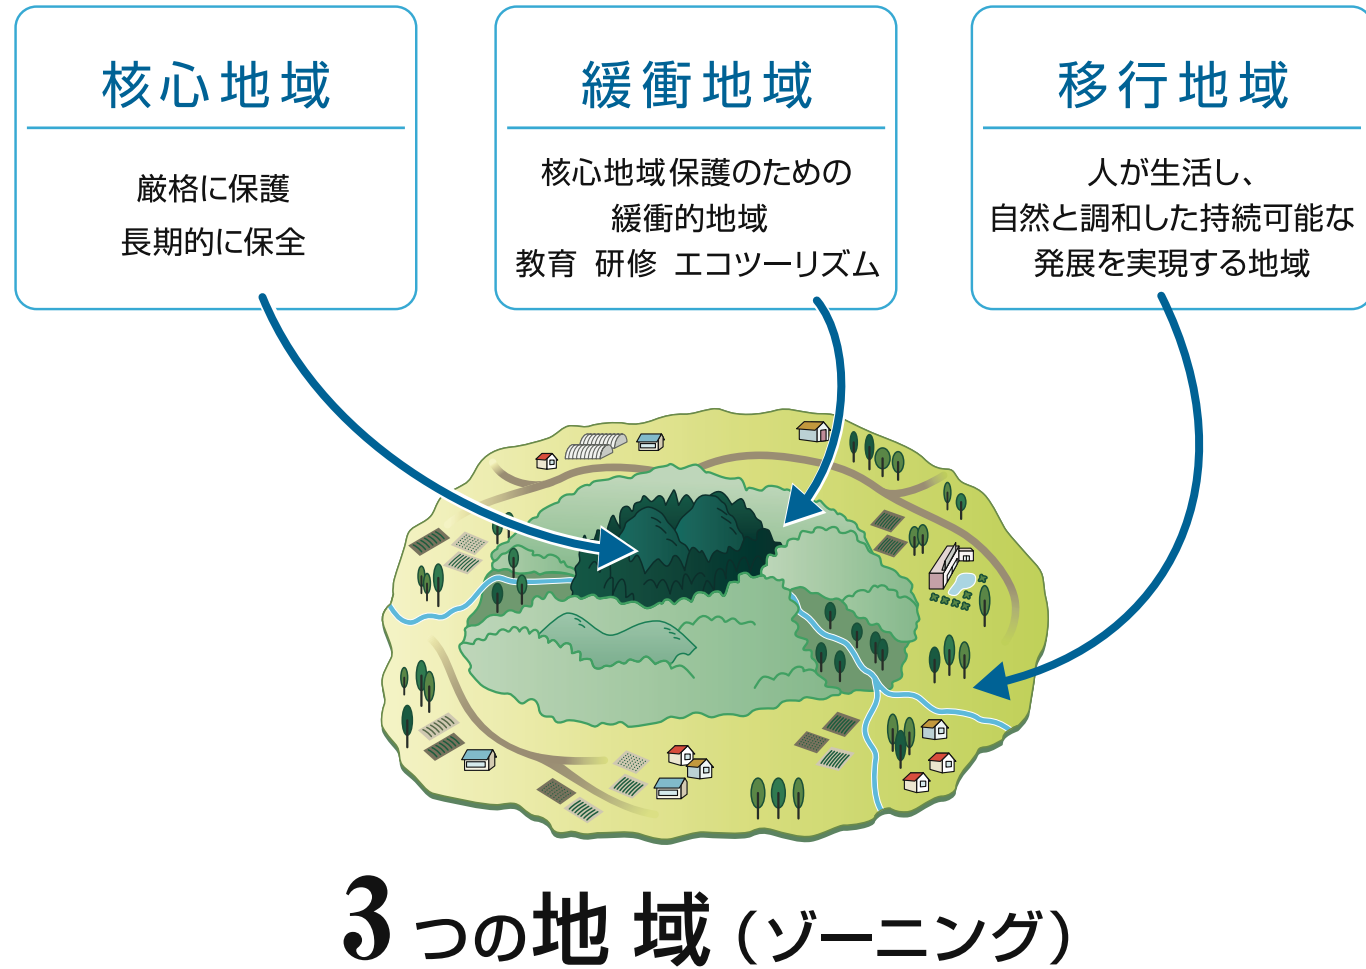 核心地域
厳格に保護
長期的に保全
緩衝地域
核心地域保護のための
緩衝的地域
教育 研修 エコツーリズム
移行地域
人が生活し、
自然と調和した持続可能な
発展を実現する地域
3つの地域(ゾーニング)